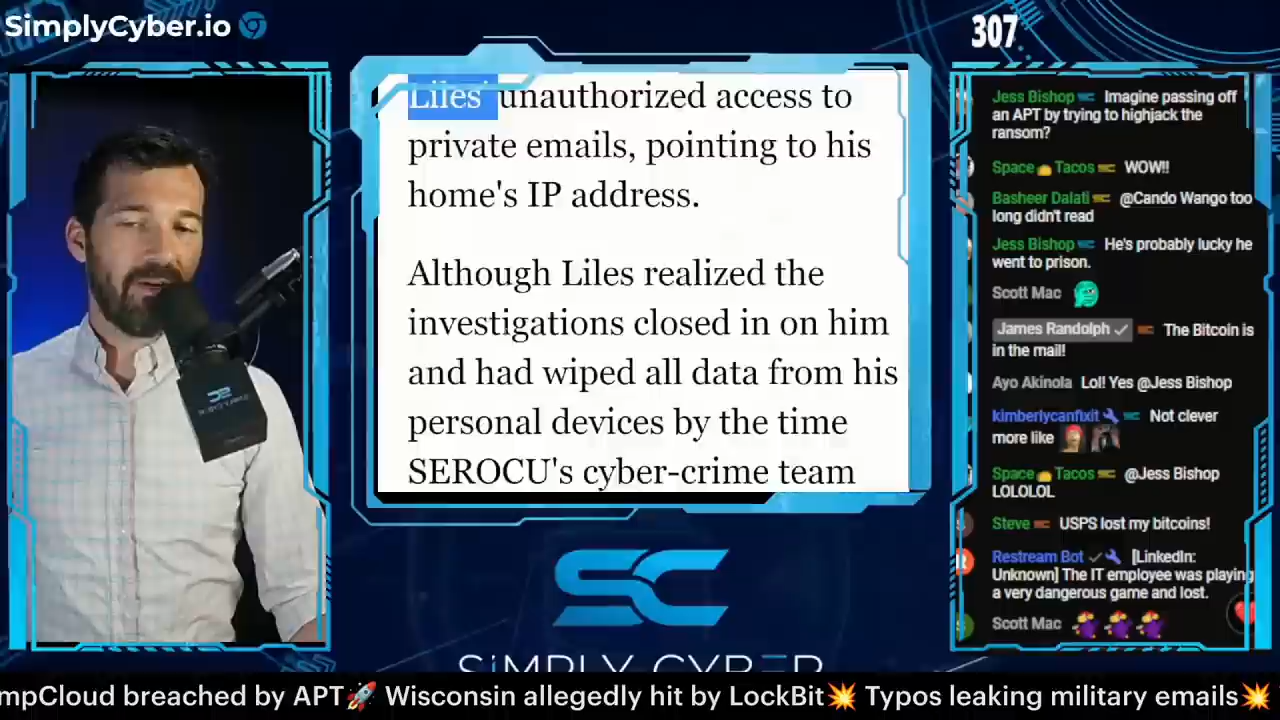 SimplyCyber.io
307
Liles' unauthorized access to
private emails, pointing to his
home's IP address.
Although Liles realized the
investigations closed in on him
and had wiped all data from his
personal devices by the time
SEROCU's cyber-crime team
SC
SIMPLY CYBER
Jess Bishop Imagine passing off
an APT by trying to highjack the
ransom?
Space Tacos WOW!!
Basheer Dalati @Cando Wango too
long didn't read
Jess Bishop He's probably lucky he
went to prison.
Scott Mac
James Randolph The Bitcoin is
in the mail!
Ayo Akinola Lol! Yes @Jess Bishop
kimberlycanfixit Not clever
more like
Space Tacos @Jess Bishop
LOLOLOL
Steve USPS lost my bitcoins!
Restream Bot [LinkedIn:
Unknown] The IT employee was playing
a very dangerous game and lost.
Scott Mac
mpCloud breached by APT🚀 Wisconsin allegedly hit by LockBit💥 Typos leaking military emails💥